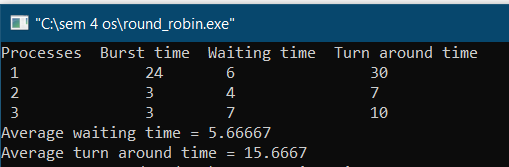 "C:\sem 4 os\round_robin.exe"
Processes  Burst time  Waiting time  Turn around time
1  24  6  30
2  3  4  7
3  3  7  10
Average waiting time = 5.66667
Average turn around time = 15.6667